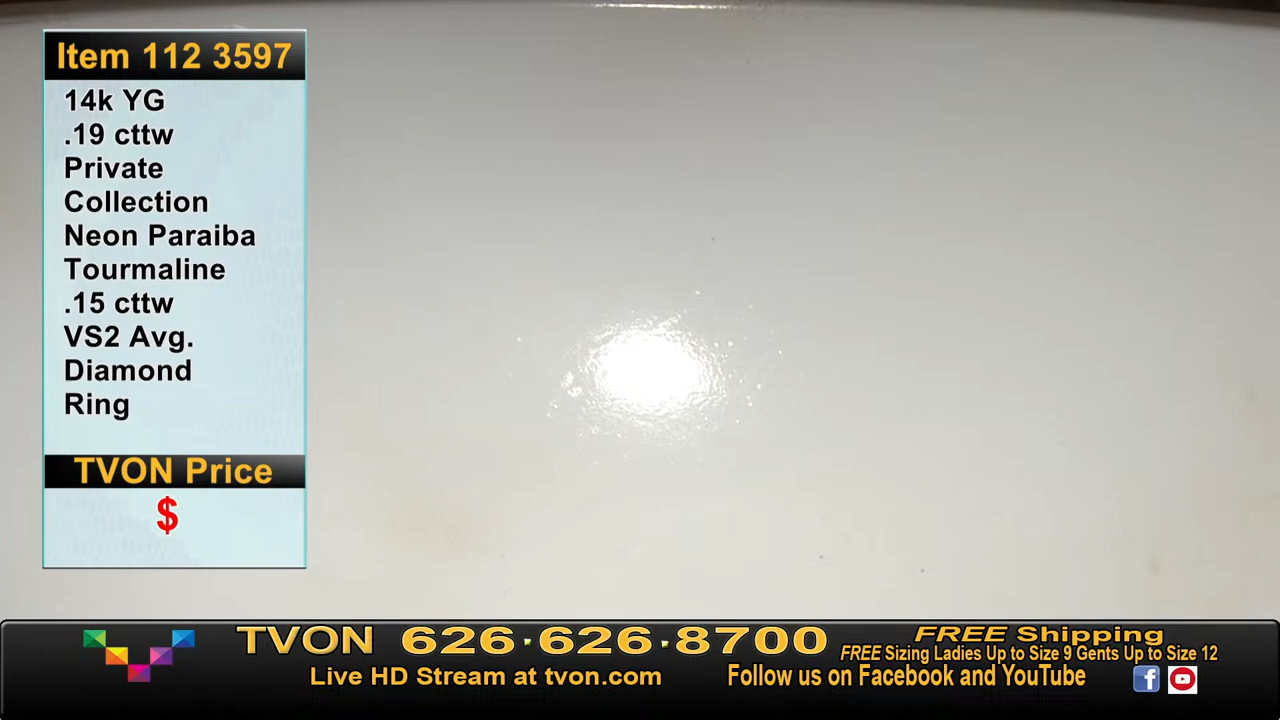 Item 112 3597
14k YG
.19 cttw
Private
Collection
Neon Paraiba
Tourmaline
.15 cttw
VS2 Avg.
Diamond
Ring
TVON Price
$
TVON 626·626·8700
FREE Shipping
FREE Sizing Ladies Up to Size 9 Gents Up to Size 12
Live HD Stream at tvon.com
Follow us on Facebook and YouTube